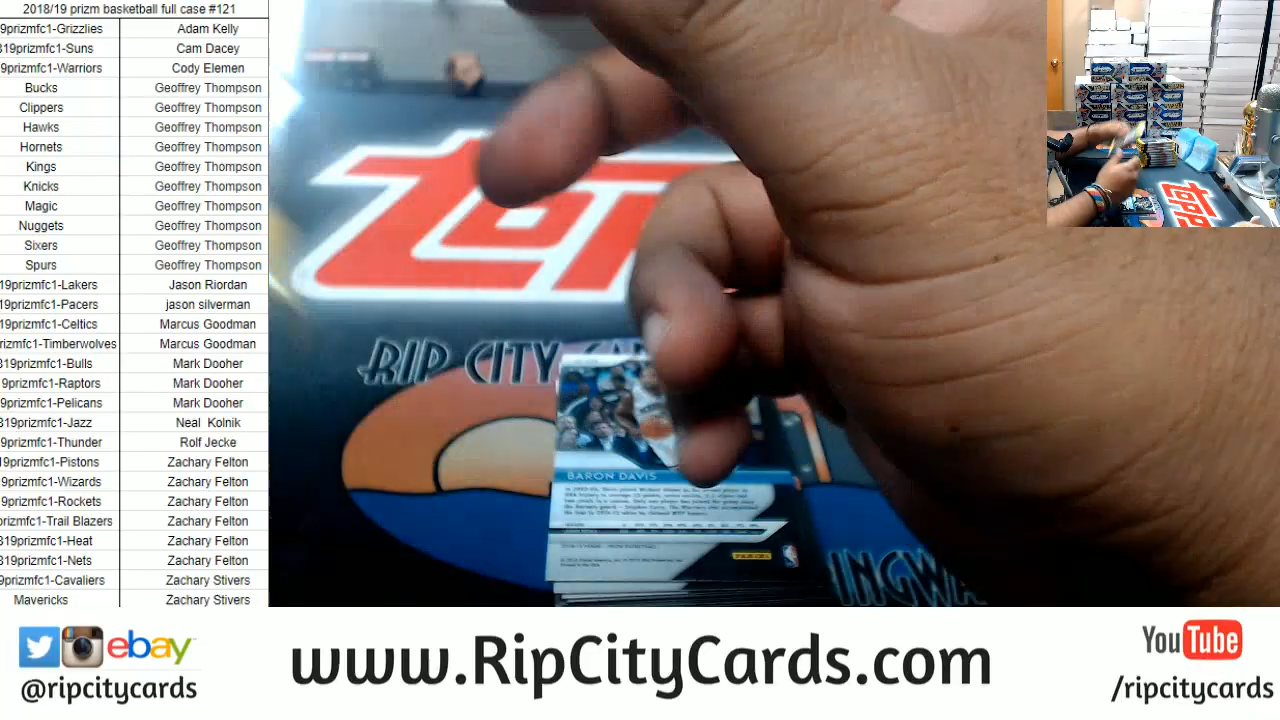 2018/19 prizm basketball full case #121
9prizmfc1-Grizzlies Adam Kelly
319prizmfc1-Suns Cam Dacey
9prizmfc1-Warriors Cody Elemen
Bucks Geoffrey Thompson
Clippers Geoffrey Thompson
Hawks Geoffrey Thompson
Hornets Geoffrey Thompson
Kings Geoffrey Thompson
Knicks Geoffrey Thompson
Magic Geoffrey Thompson
Nuggets Geoffrey Thompson
Sixers Geoffrey Thompson
Spurs Geoffrey Thompson
19prizmfc1-Lakers Jason Riordan
19prizmfc1-Pacers jason silverman
19prizmfc1-Celtics Marcus Goodman
rizmfc1-Timberwolves Marcus Goodman
319prizmfc1-Bulls Mark Dooher
9prizmfc1-Raptors Mark Dooher
9prizmfc1-Pelicans Mark Dooher
319prizmfc1-Jazz Neal Kolnik
9prizmfc1-Thunder Rolf Jecke
19prizmfc1-Pistons Zachary Felton
9prizmfc1-Wizards Zachary Felton
9prizmfc1-Rockets Zachary Felton
prizmfc1-Trail Blazers Zachary Felton
319prizmfc1-Heat Zachary Felton
319prizmfc1-Nets Zachary Felton
9prizmfc1-Cavaliers Zachary Stivers
Mavericks Zachary Stivers
RIP CITY
BARON DAVIS
PANINI
INGWA
ebay
@ripcitycards
www.RipCityCards.com
YouTube
/ripcitycards